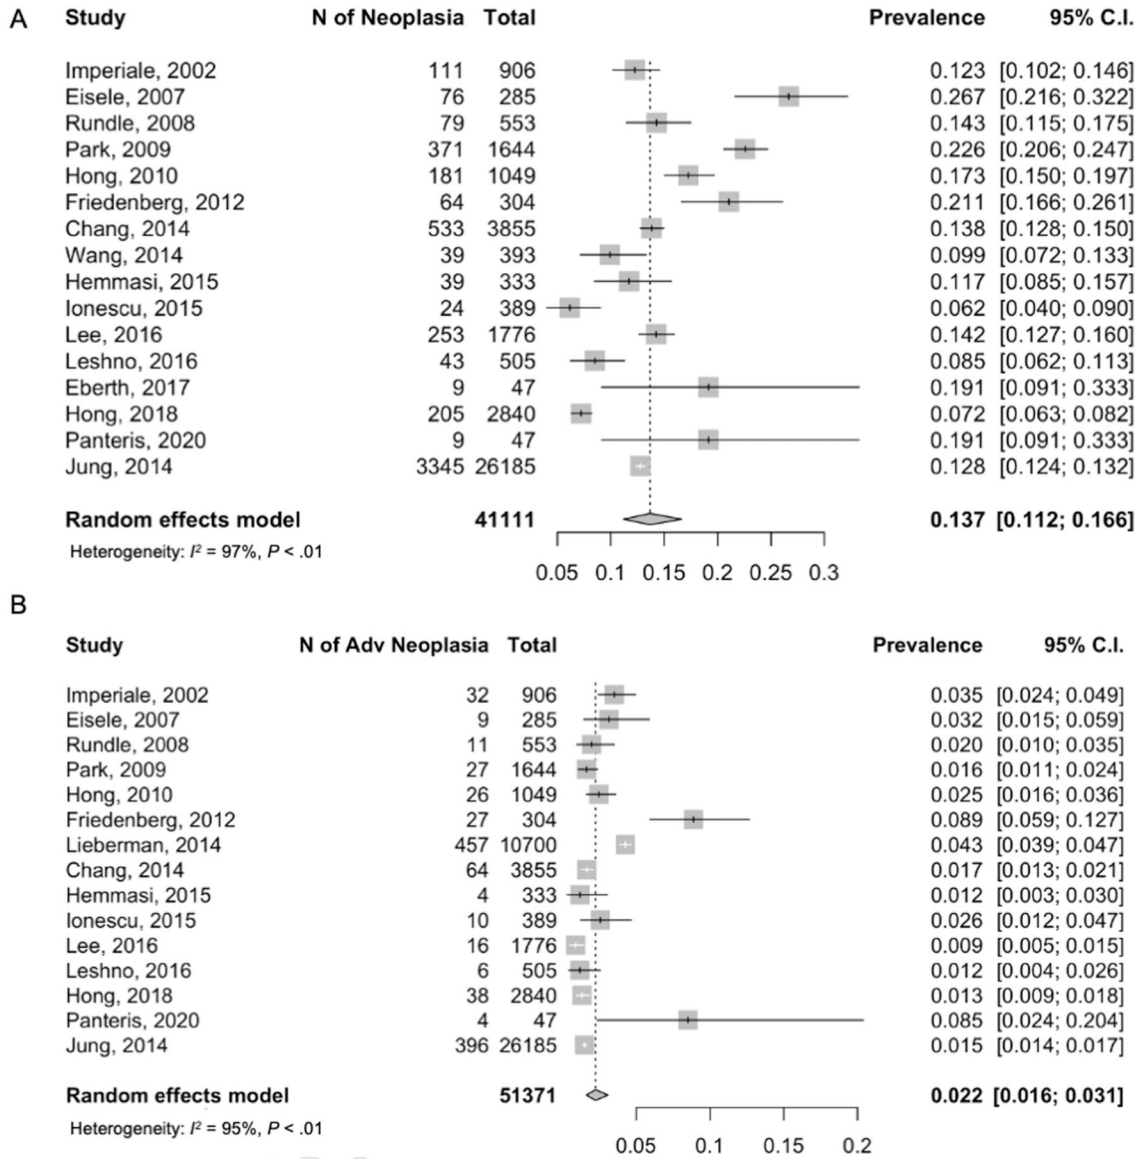 A
Study N of Neoplasia Total Prevalence 95% C.I.
Imperiale, 2002 111 906 0.123 [0.102; 0.146]
Eisele, 2007 76 285 0.267 [0.216; 0.322]
Rundle, 2008 79 553 0.143 [0.115; 0.175]
Park, 2009 371 1644 0.226 [0.206; 0.247]
Hong, 2010 181 1049 0.173 [0.150; 0.197]
Friedenberg, 2012 64 304 0.211 [0.166; 0.261]
Chang, 2014 533 3855 0.138 [0.128; 0.150]
Wang, 2014 39 393 0.099 [0.072; 0.133]
Hemmasi, 2015 39 333 0.117 [0.085; 0.157]
Ionescu, 2015 24 389 0.062 [0.040; 0.090]
Lee, 2016 253 1776 0.142 [0.127; 0.160]
Leshno, 2016 43 505 0.085 [0.062; 0.113]
Eberth, 2017 9 47 0.191 [0.091; 0.333]
Hong, 2018 205 2840 0.072 [0.063; 0.082]
Panteris, 2020 9 47 0.191 [0.091; 0.333]
Jung, 2014 3345 26185 0.128 [0.124; 0.132]
Random effects model 41111 0.137 [0.112; 0.166]
Heterogeneity: I² = 97%, P < .01
0.05 0.1 0.15 0.2 0.25 0.3
B
Study N of Adv Neoplasia Total Prevalence 95% C.I.
Imperiale, 2002 32 906 0.035 [0.024; 0.049]
Eisele, 2007 9 285 0.032 [0.015; 0.059]
Rundle, 2008 11 553 0.020 [0.010; 0.035]
Park, 2009 27 1644 0.016 [0.011; 0.024]
Hong, 2010 26 1049 0.025 [0.016; 0.036]
Friedenberg, 2012 27 304 0.089 [0.059; 0.127]
Lieberman, 2014 457 10700 0.043 [0.039; 0.047]
Chang, 2014 64 3855 0.017 [0.013; 0.021]
Hemmasi, 2015 4 333 0.012 [0.003; 0.030]
Ionescu, 2015 10 389 0.026 [0.012; 0.047]
Lee, 2016 16 1776 0.009 [0.005; 0.015]
Leshno, 2016 6 505 0.012 [0.004; 0.026]
Hong, 2018 38 2840 0.013 [0.009; 0.018]
Panteris, 2020 4 47 0.085 [0.024; 0.204]
Jung, 2014 396 26185 0.015 [0.014; 0.017]
Random effects model 51371 0.022 [0.016; 0.031]
Heterogeneity: I² = 95%, P < .01
0.05 0.1 0.15 0.2